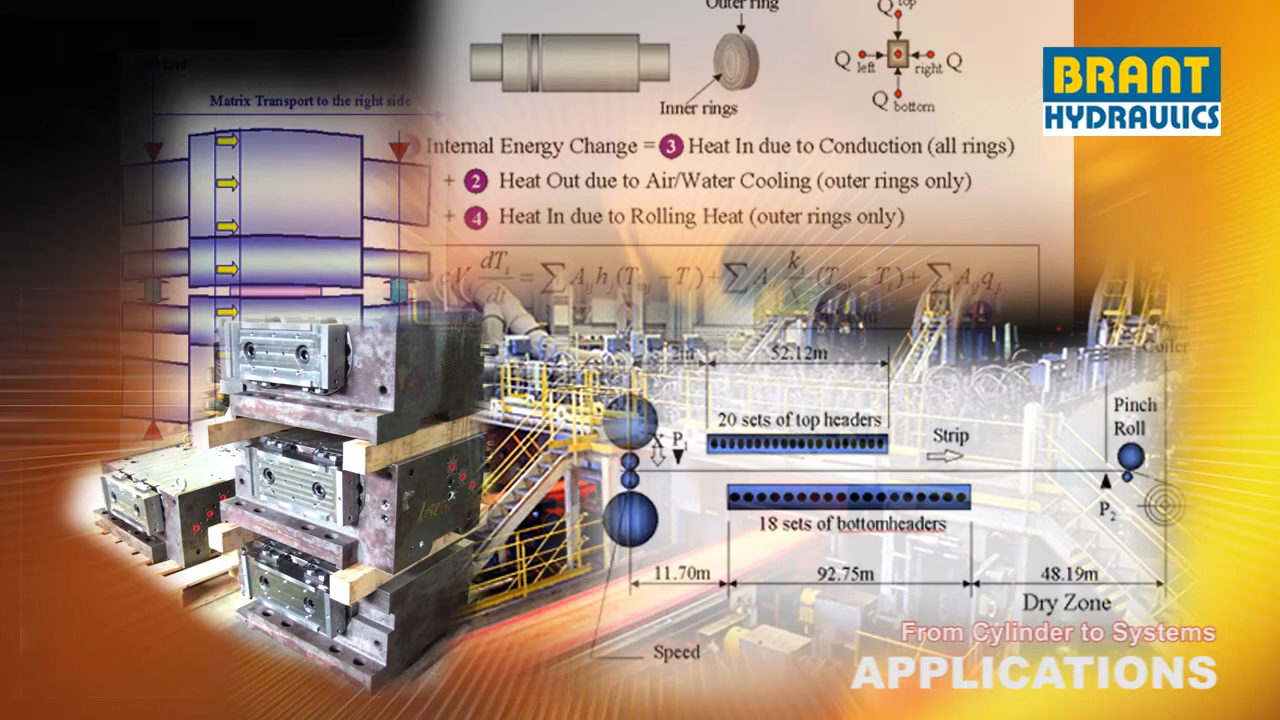 Outer ring
Inner rings
Q top
Q left
right Q
Q bottom
BRANT
HYDRAULICS
Matrix Transport to the right side
Internal Energy Change = 3 Heat In due to Conduction (all rings)
+ 2 Heat Out due to Air/Water Cooling (outer rings only)
+ 4 Heat In due to Rolling Heat (outer rings only)
52.12m
Coiler
20 sets of top headers
X P1
Strip
Pinch
Roll
P2
18 sets of bottomheaders
11.70m
92.75m
48.19m
Dry Zone
Speed
From Cylinder to Systems
APPLICATIONS